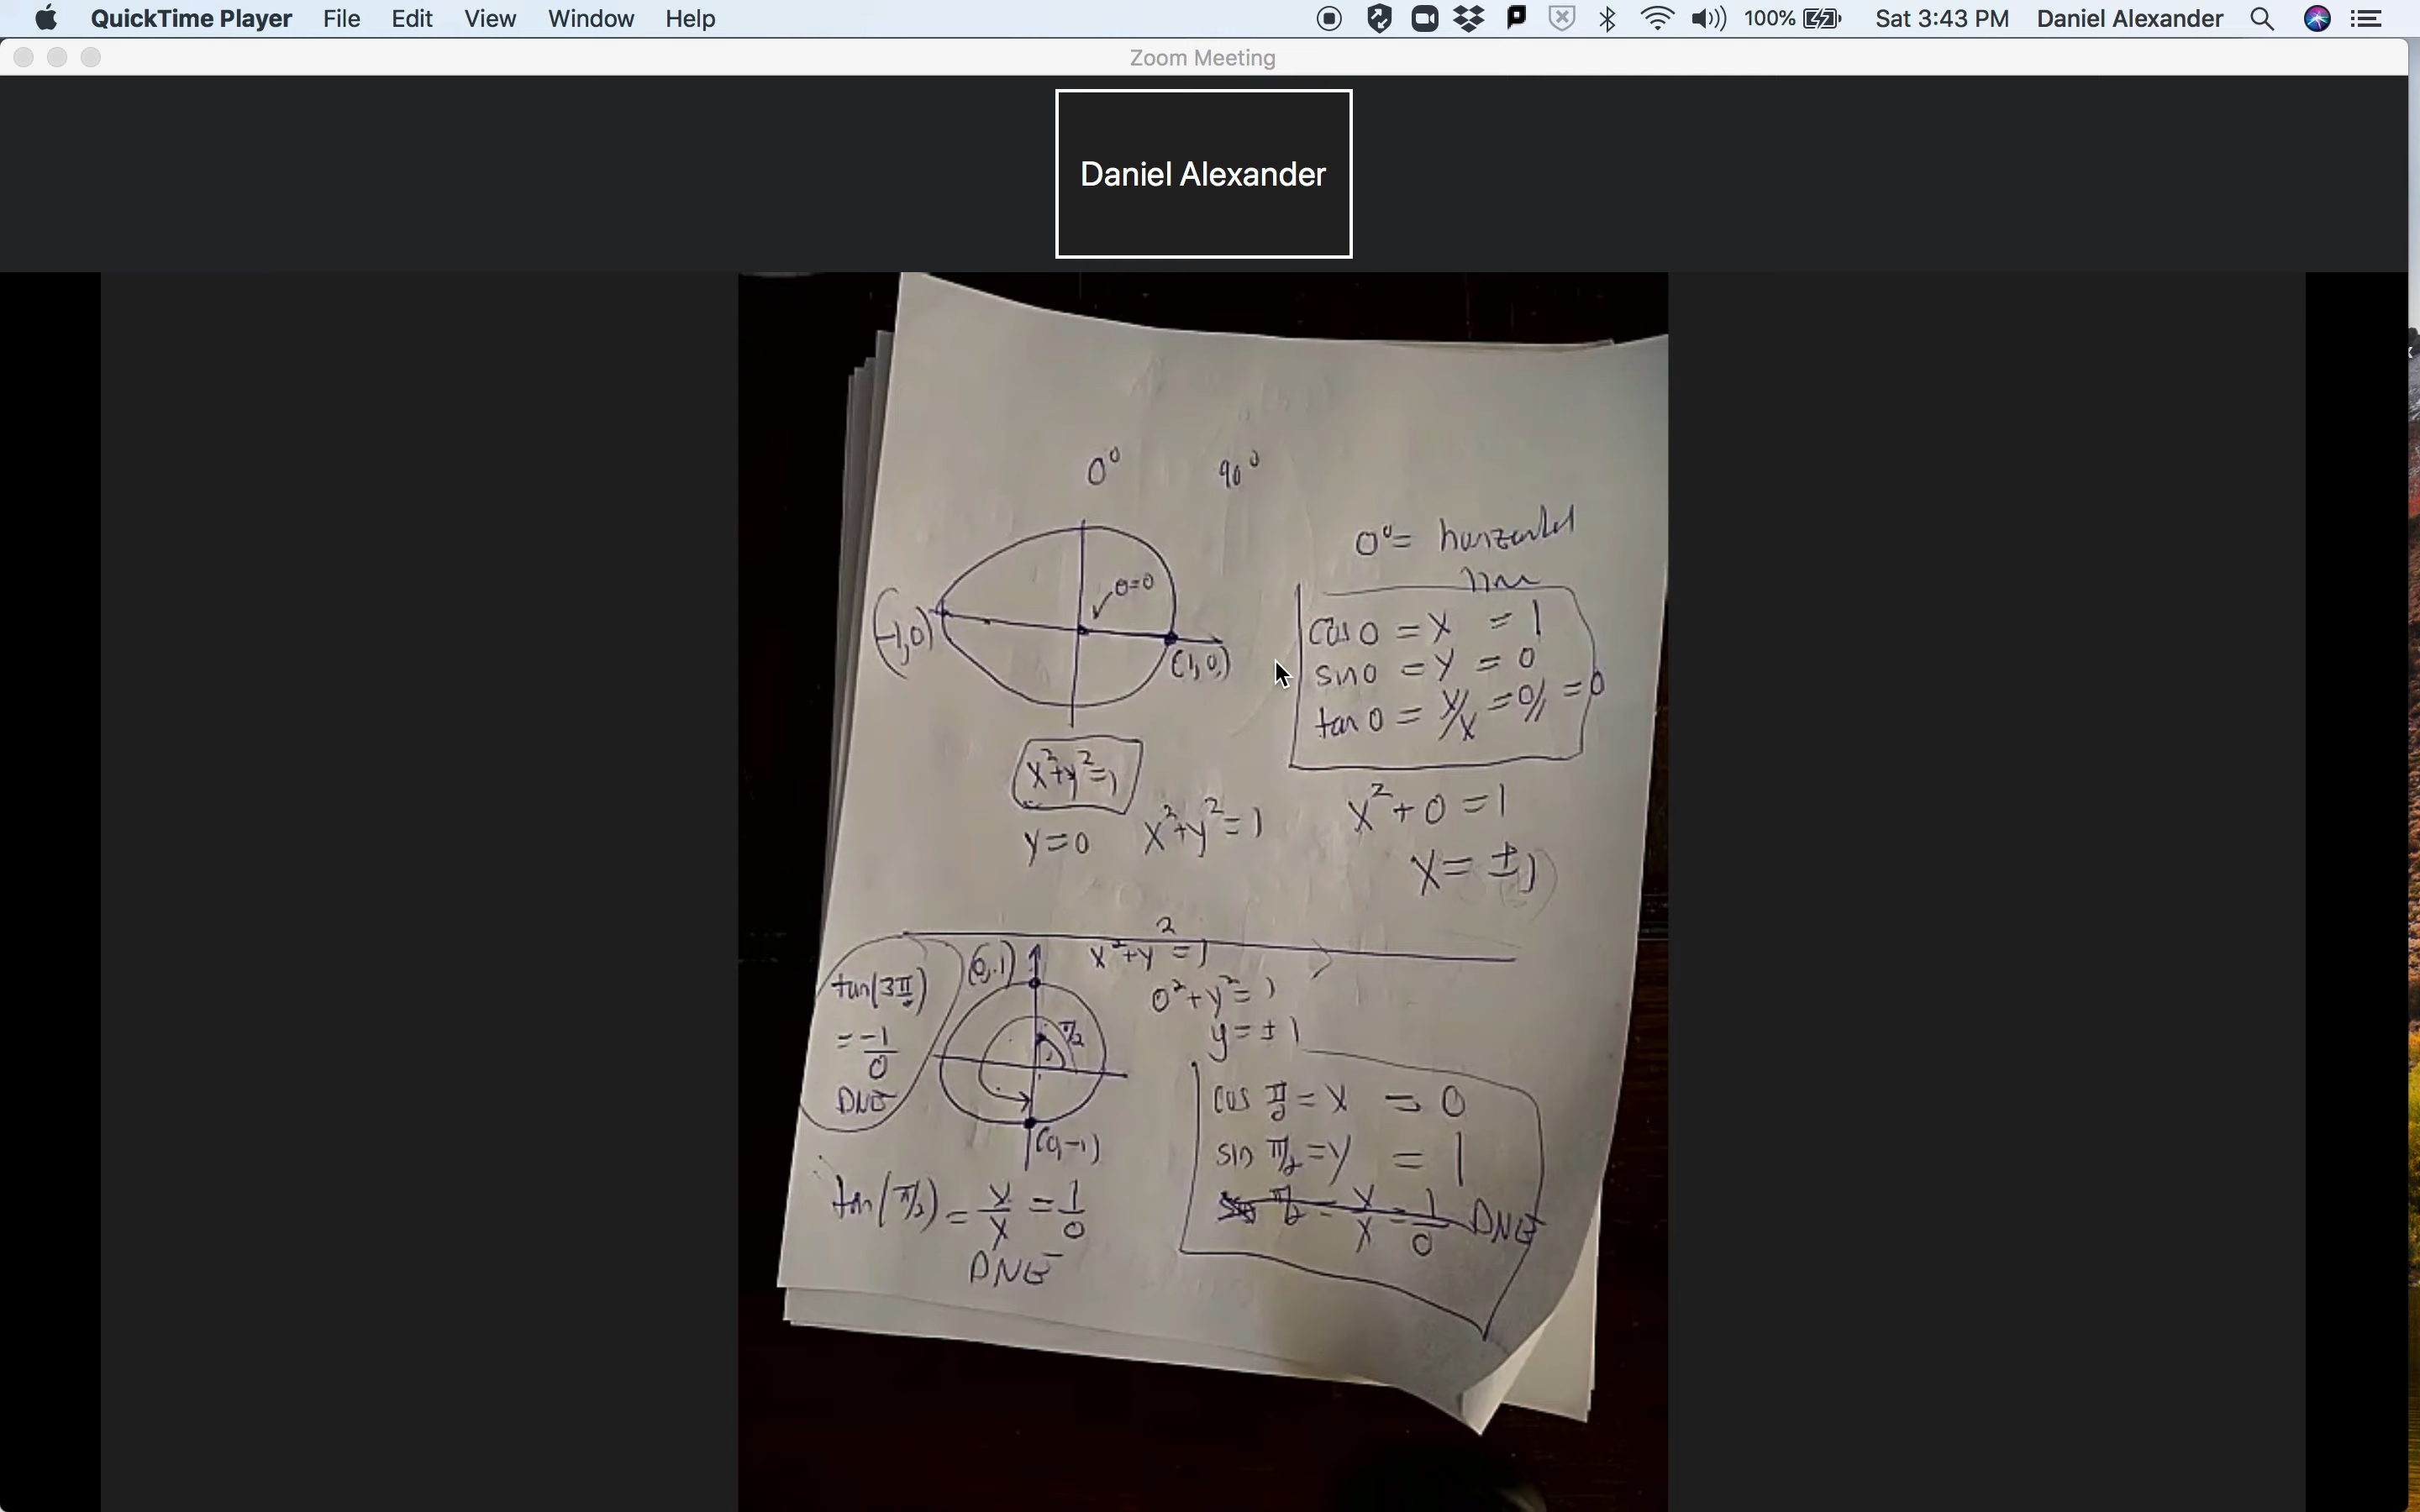 QuickTime Player File Edit View Window Help 100% Sat 3:43 PM Daniel Alexander
Zoom Meeting
Daniel Alexander
0° 90°
0° = horizontal
line
θ=0
(-1,0)
(1,0)
cos 0 = x = 1
sin 0 = y = 0
tan 0 = y/x = 0/1 = 0
x²+y²=1
y=0 x²+y²=1
x²+0=1
x=±1
x²+y²=1
0²+y²=1
y=±1
(0,1)
π/2
(0,-1)
tan(3π/2)
= -1/0
DNE
cos π/2 = x = 0
sin π/2 = y = 1
π/2 = y/x = 1/0 DNE
tan(π/2) = y/x = 1/0
DNE